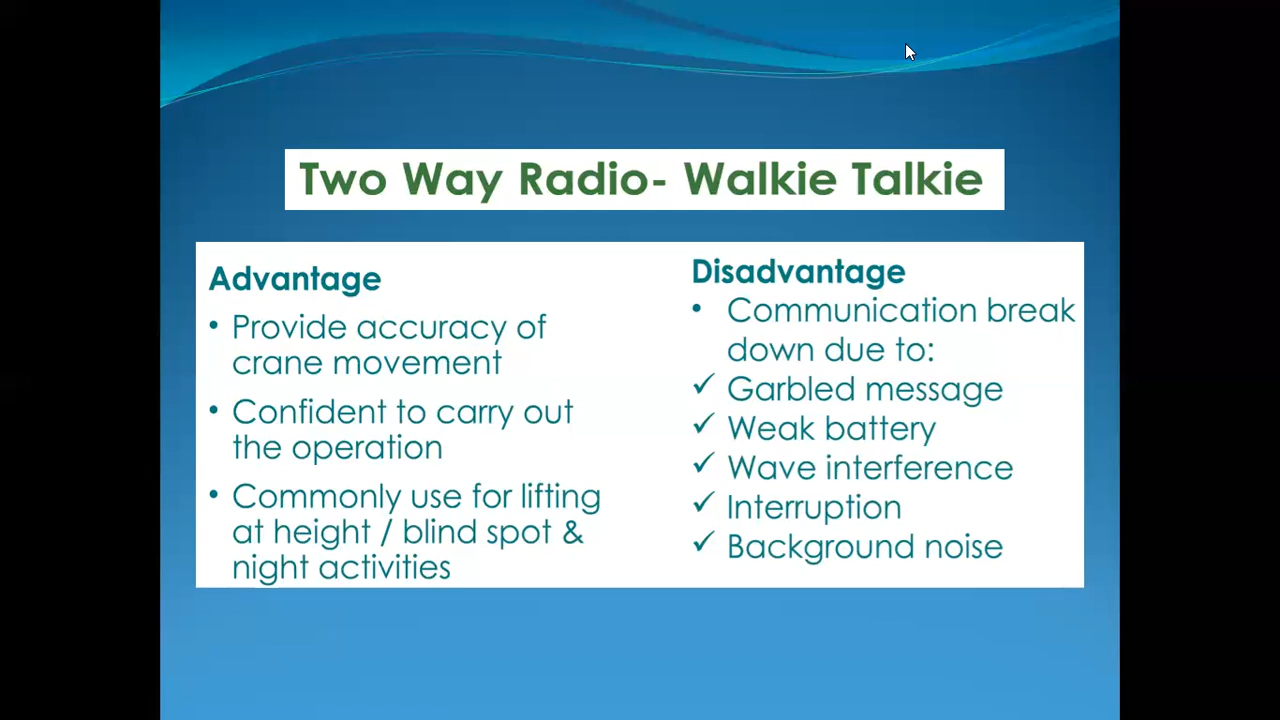 Two Way Radio- Walkie Talkie
Advantage
• Provide accuracy of
crane movement
• Confident to carry out
the operation
• Commonly use for lifting
at height / blind spot &
night activities
Disadvantage
• Communication break
down due to:
✓ Garbled message
✓ Weak battery
✓ Wave interference
✓ Interruption
✓ Background noise